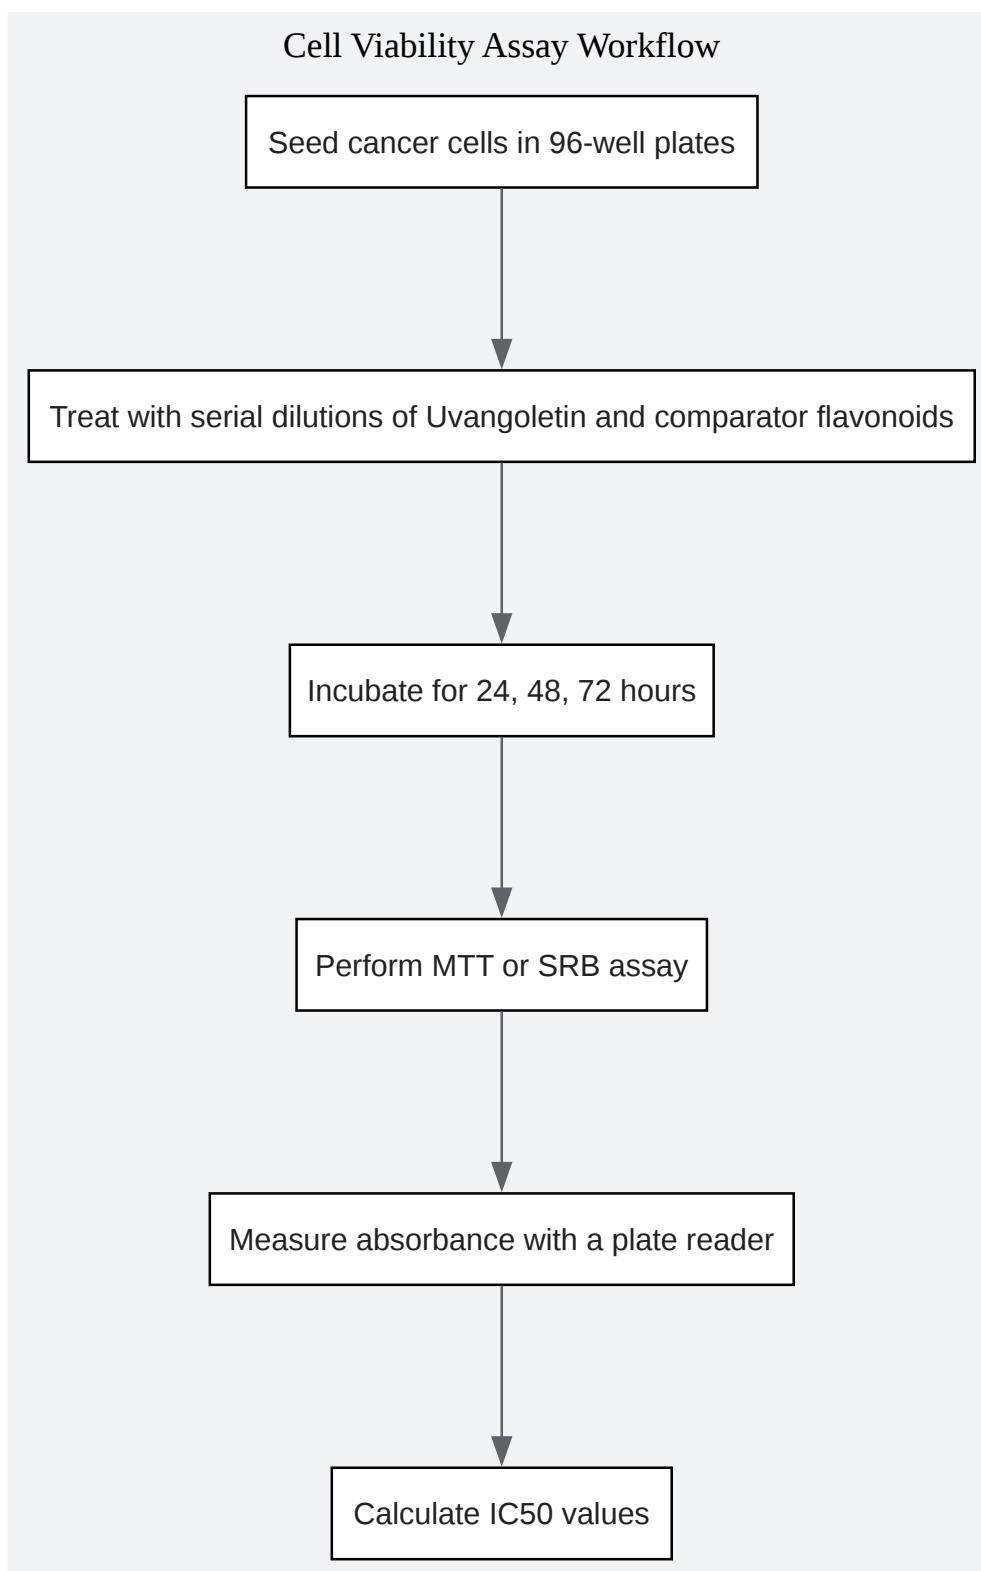 Cell Viability Assay Workflow
Seed cancer cells in 96-well plates
Treat with serial dilutions of Uvangoletin and comparator flavonoids
Incubate for 24, 48, 72 hours
Perform MTT or SRB assay
Measure absorbance with a plate reader
Calculate IC50 values